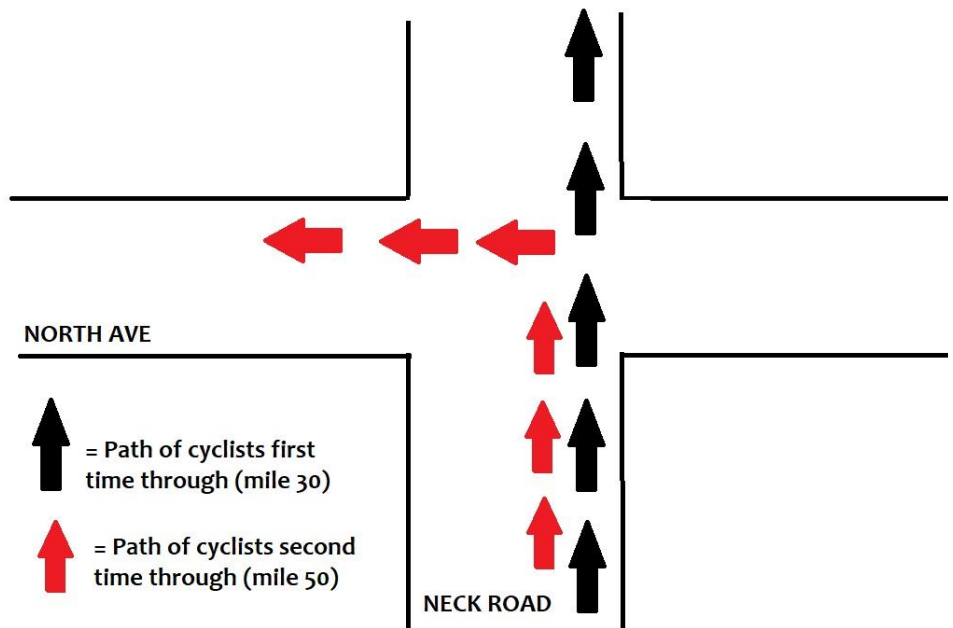 NORTH AVE
= Path of cyclists first
time through (mile 30)
= Path of cyclists second
time through (mile 50)
NECK ROAD